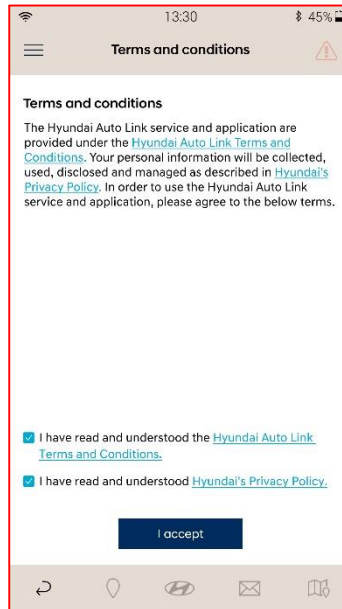 13:30 45%
Terms and conditions
Terms and conditions
The Hyundai Auto Link service and application are
provided under the Hyundai Auto Link Terms and
Conditions. Your personal information will be collected,
used, disclosed and managed as described in Hyundai's
Privacy Policy. In order to use the Hyundai Auto Link
service and application, please agree to the below terms.
I have read and understood the Hyundai Auto Link
Terms and Conditions.
I have read and understood Hyundai's Privacy Policy.
I accept